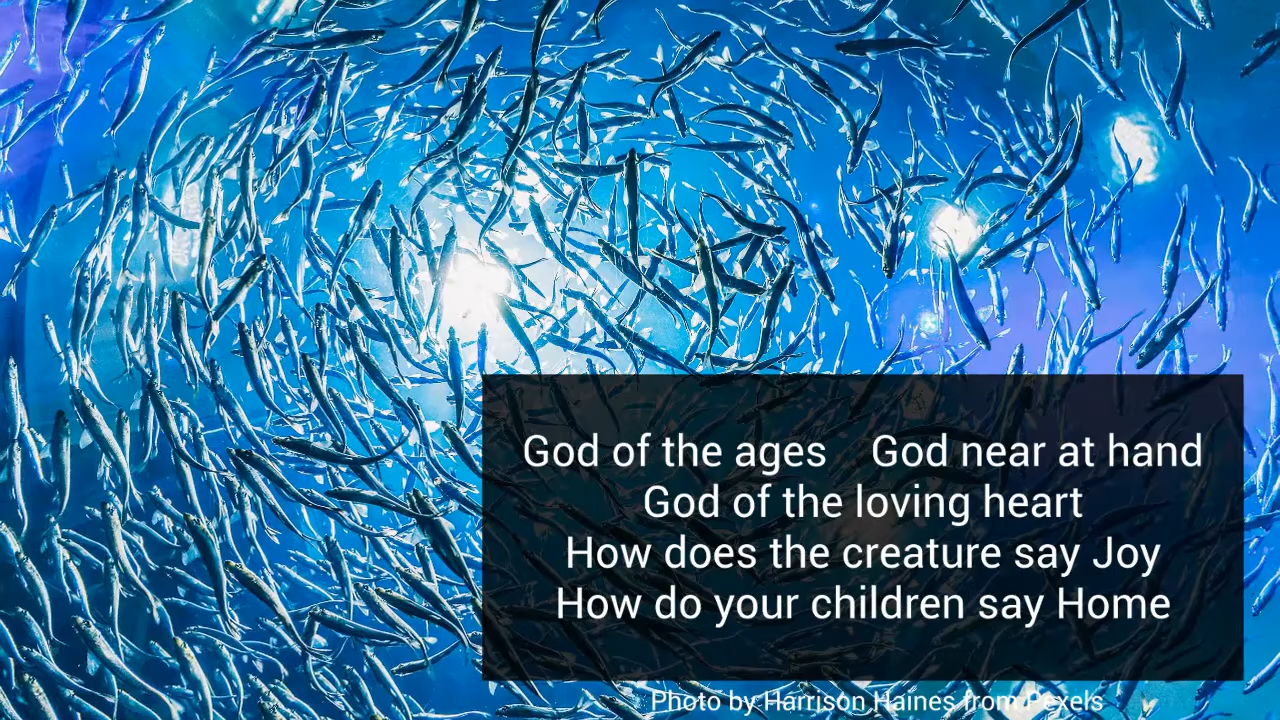 God of the ages    God near at hand
God of the loving heart
How does the creature say Joy
How do your children say Home
Photo by Harrison Haines from Pexels